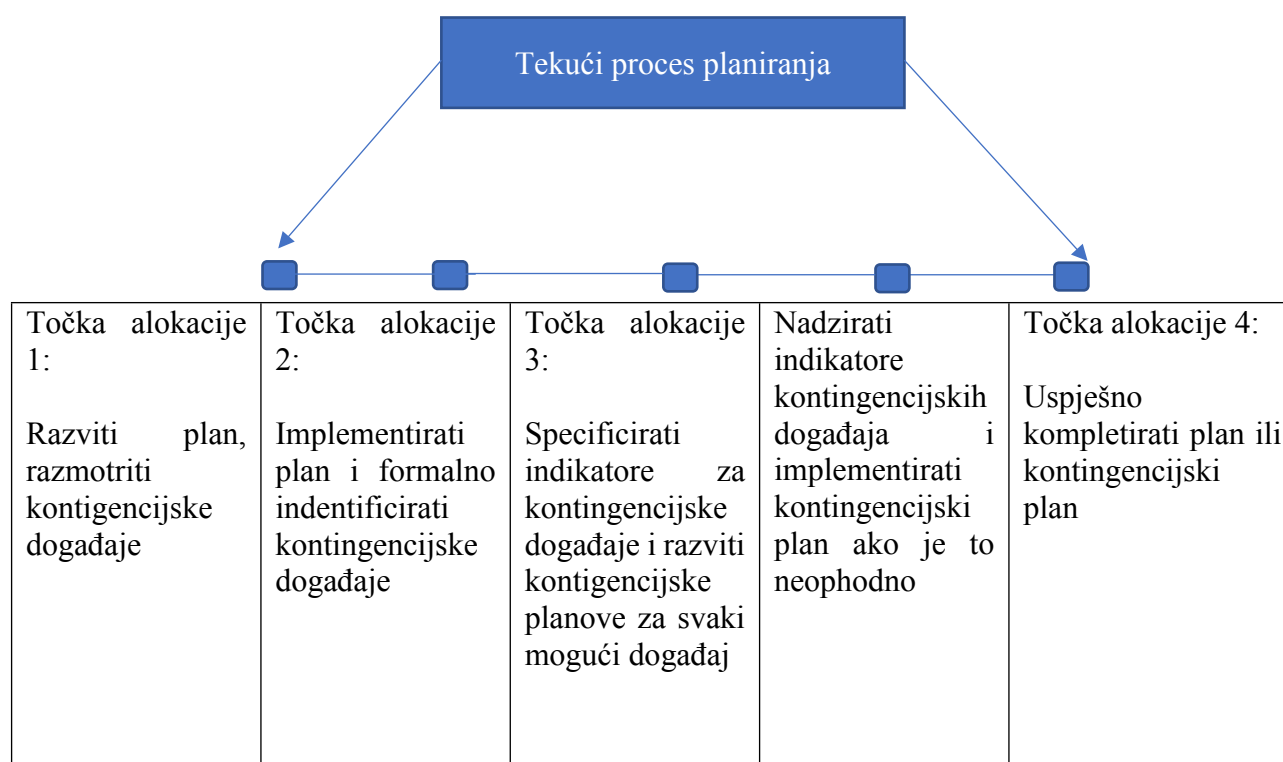 Tekući proces planiranja
Točka alokacije
1:
Razviti plan,
razmotriti
kontigencijske
događaje
Točka alokacije
2:
Implementirati
plan i formalno
indentificirati
kontingencijske
događaje
Točka alokacije
3:
Specificirati
indikatore za
kontingencijske
događaje i razviti
kontigencijske
planove za svaki
mogući događaj
Nadzirati
indikatore
kontingencijskih
događaja i
implementirati
kontingencijski
plan ako je to
neophodno
Točka alokacije 4:
Uspješno
kompletirati plan ili
kontingencijski
plan